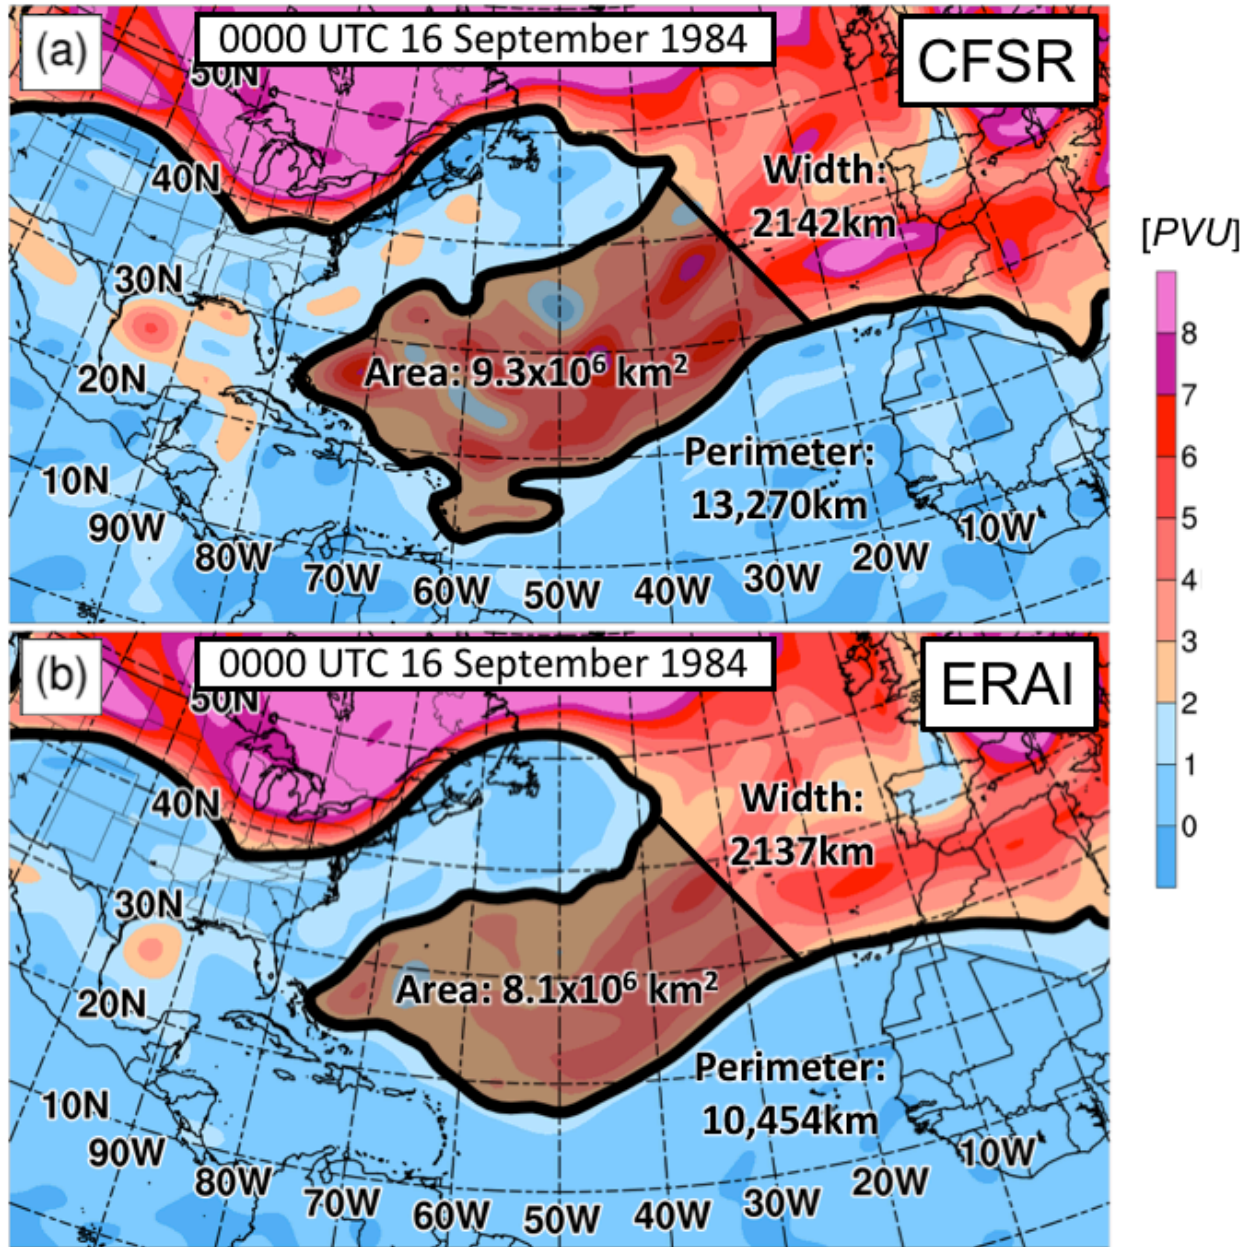 (a)
0000 UTC 16 September 1984
CFSR
50N
40N
30N
20N
10N
90W
80W
70W
60W
50W
40W
30W
20W
10W
Width:
2142km
Area: 9.3x10⁶ km²
Perimeter:
13,270km
[PVU]
8
7
6
5
4
3
2
1
0
(b)
0000 UTC 16 September 1984
ERAI
50N
40N
30N
20N
10N
90W
80W
70W
60W
50W
40W
30W
20W
10W
Width:
2137km
Area: 8.1x10⁶ km²
Perimeter:
10,454km